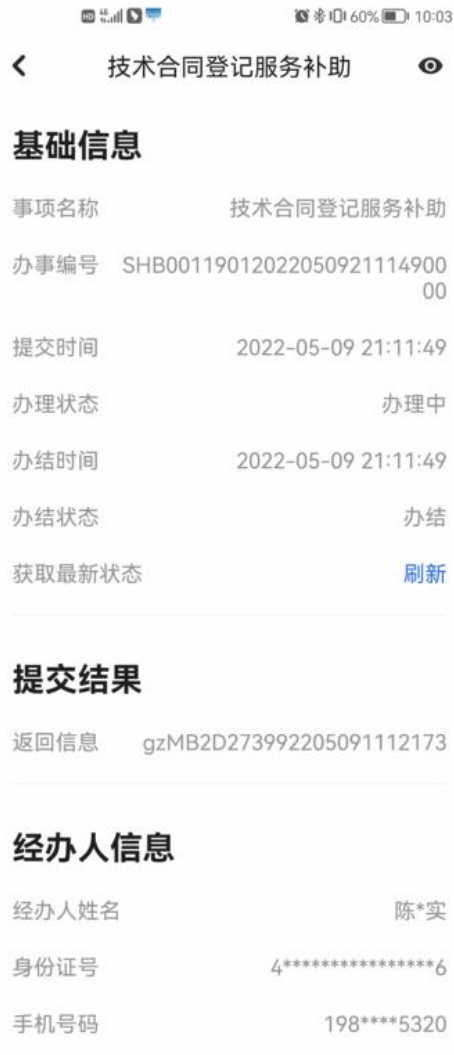 HD 46 60% 10:03
技术合同登记服务补助
基础信息
事项名称 技术合同登记服务补助
办事编号 SHB00119012022050921114900
00
提交时间 2022-05-09 21:11:49
办理状态 办理中
办结时间 2022-05-09 21:11:49
办结状态 办结
获取最新状态 刷新
提交结果
返回信息 gzMB2D273992205091112173
经办人信息
经办人姓名 陈*实
身份证号 4****************6
手机号码 198****5320